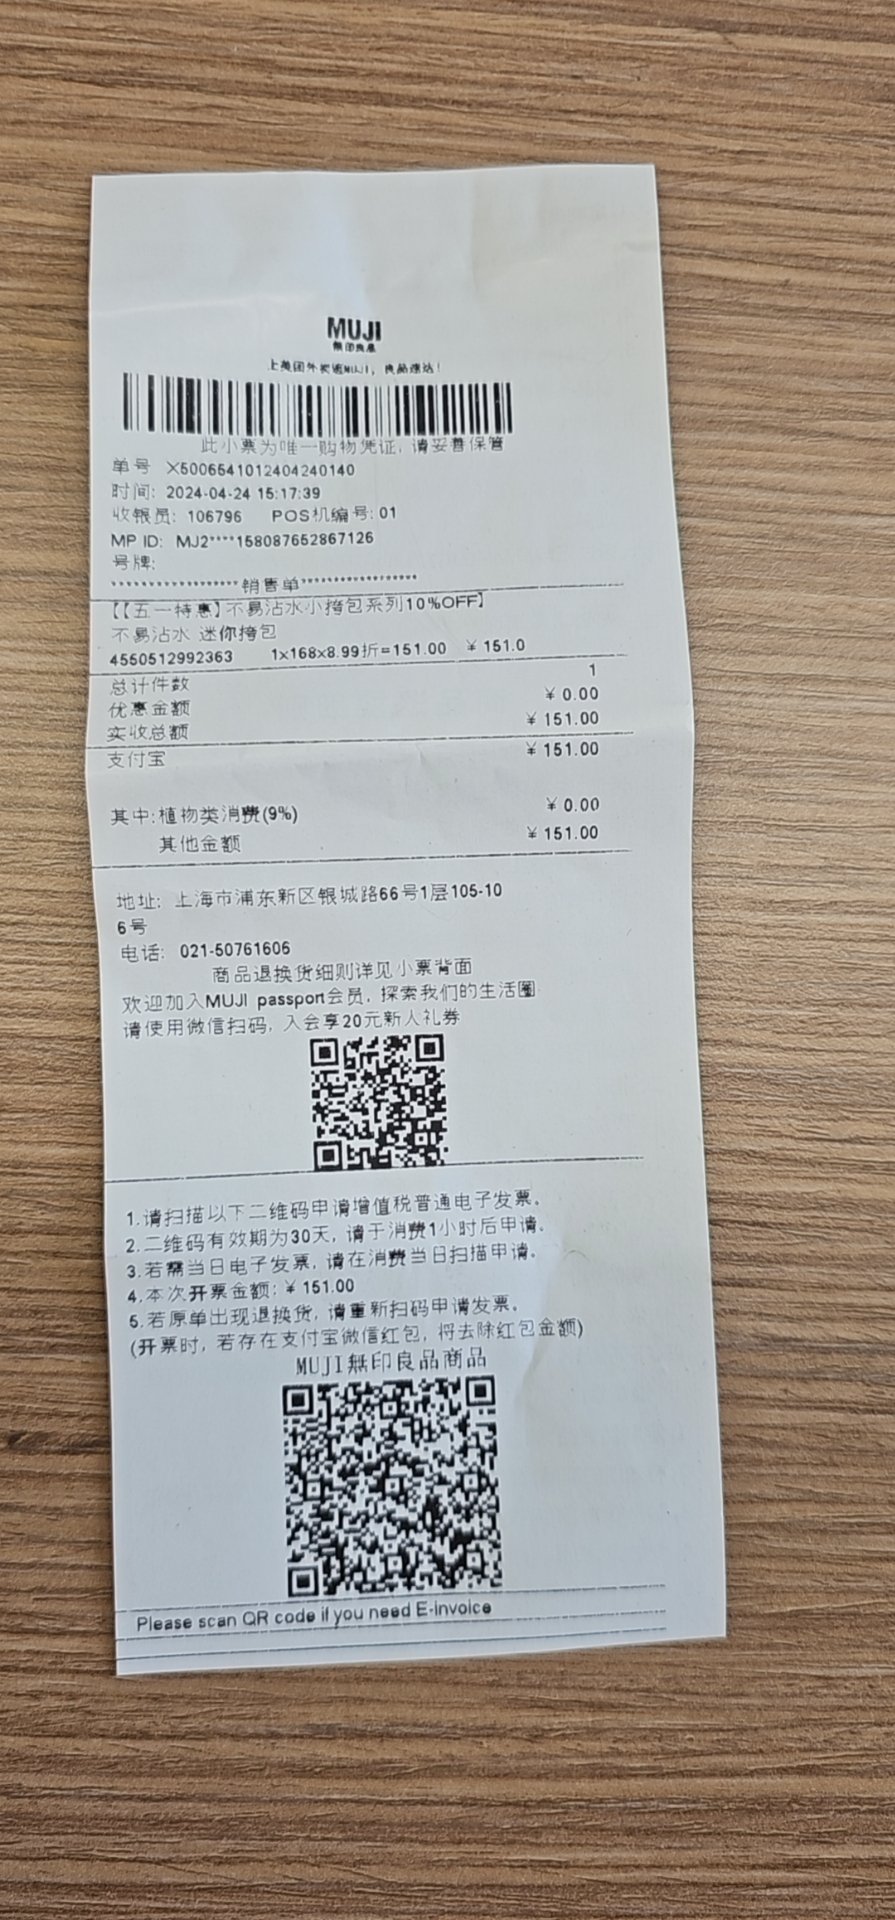 MUJI
無印良品
上美团外卖逛MUJI，良品速达！
此小票为唯一购物凭证，请妥善保管
单号 X5006541012404240140
时间：2024-04-24 15:17:39
收银员：106796 POS机编号：01
MP ID: MJ2****158087652867126
号牌：
******************销售单******************
【【五一特惠】不易沾水小挎包系列10%OFF】
不易沾水 迷你挎包
4550512992363 1x168x8.99折=151.00 ￥151.0
总计件数 1
优惠金额 ￥0.00
实收总额 ￥151.00
支付宝 ￥151.00
其中:植物类消费(9%) ￥0.00
其他金额 ￥151.00
地址：上海市浦东新区银城路66号1层105-10
6号
电话：021-50761606
商品退换货细则详见小票背面
欢迎加入MUJI passport会员，探索我们的生活圈
请使用微信扫码，入会享20元新人礼券
1.请扫描以下二维码申请增值税普通电子发票。
2.二维码有效期为30天，请于消费1小时后申请。
3.若需当日电子发票，请在消费当日扫描申请。
4.本次开票金额：￥151.00
5.若原单出现退换货，请重新扫码申请发票。
(开票时，若存在支付宝微信红包，将去除红包金额)
MUJI無印良品商品
Please scan QR code if you need E-invoice